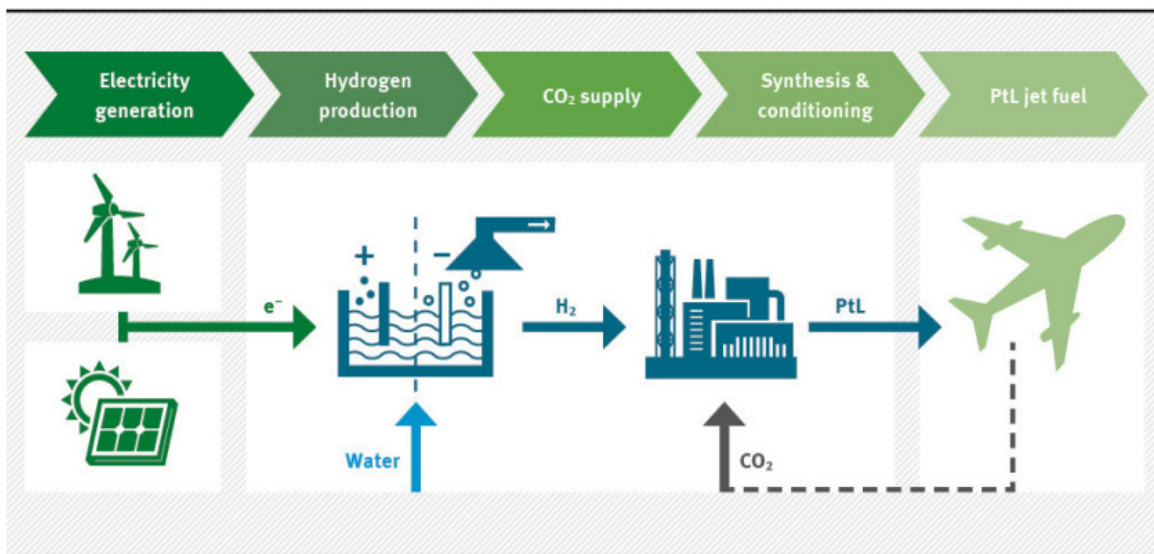 Electricity
generation
Hydrogen
production
CO₂ supply
Synthesis &
conditioning
PtL jet fuel
+
−
e⁻
H₂
PtL
Water
CO₂